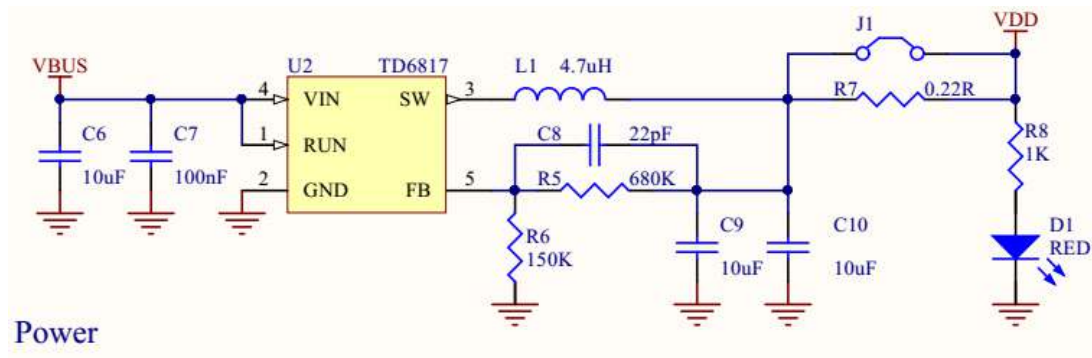 J1
VDD
VBUS
U2
TD6817
L1
4.7uH
4
VIN
SW
3
R7
0.22R
C6
C7
1
RUN
C8
22pF
R8
1K
10uF
100nF
2
GND
FB
5
R5
680K
R6
150K
C9
10uF
C10
10uF
D1
RED
Power